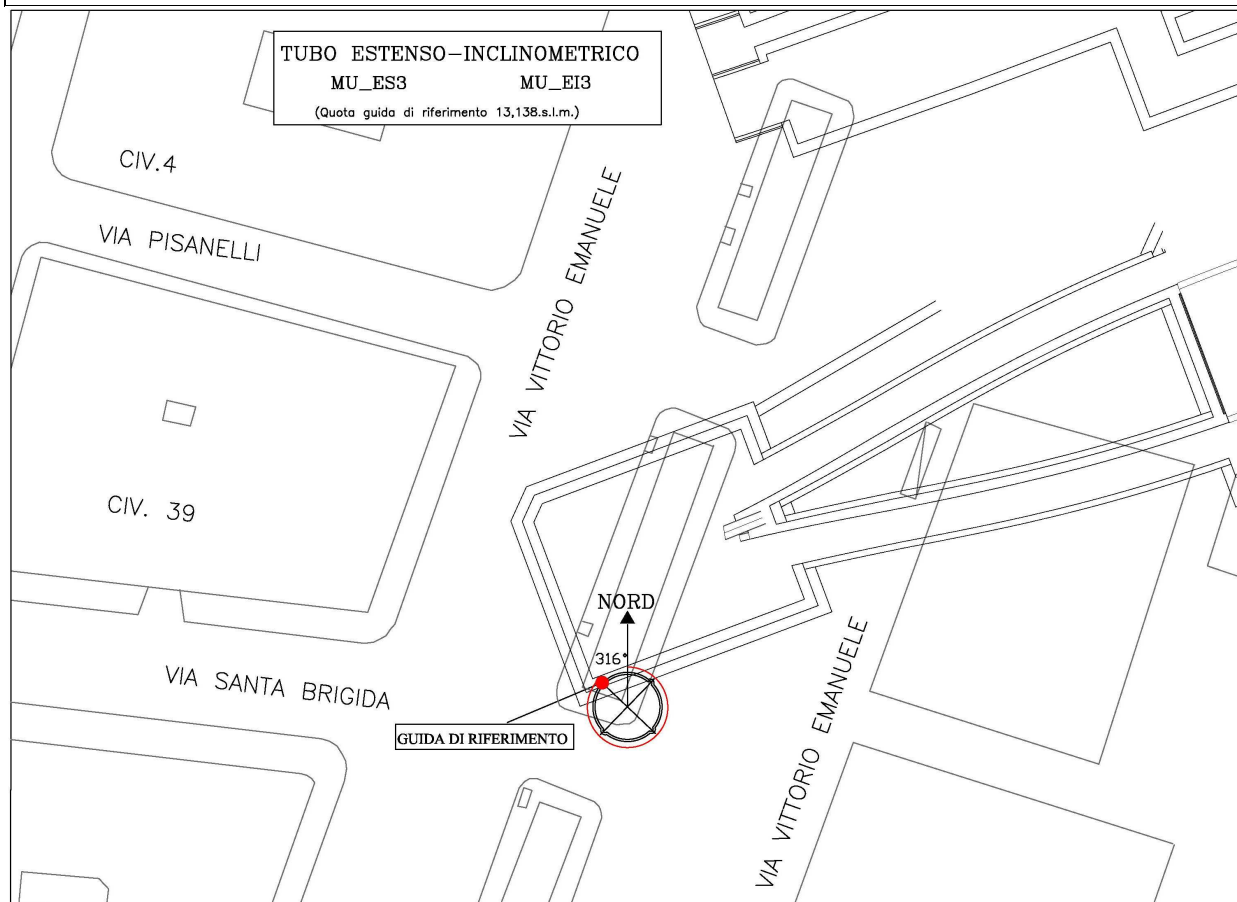 TUBO ESTENSO-INCLINOMETRICO
MU_ES3 MU_EI3
(Quota guida di riferimento 13,138.s.l.m.)
CIV.4
VIA PISANELLI
VIA VITTORIO EMANUELE
CIV. 39
NORD
316°
VIA SANTA BRIGIDA
GUIDA DI RIFERIMENTO
VIA VITTORIO EMANUELE